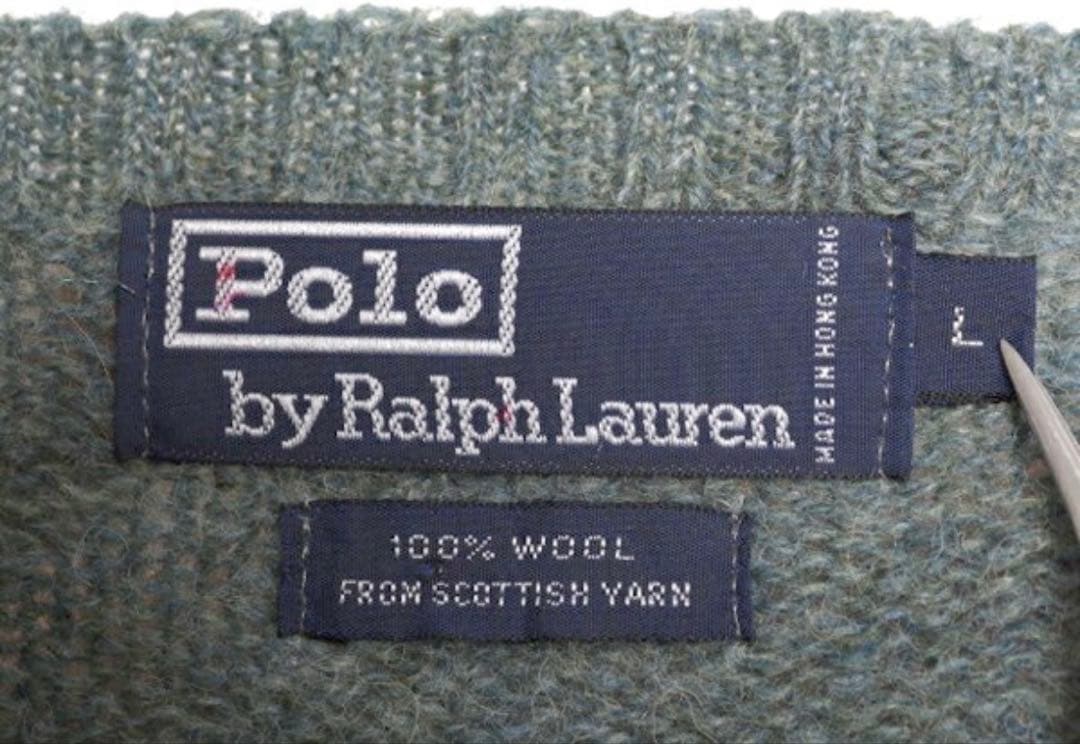 Polo
by Ralph Lauren
MADE IN HONG KONG
L
100% WOOL
FROM SCOTTISH YARN